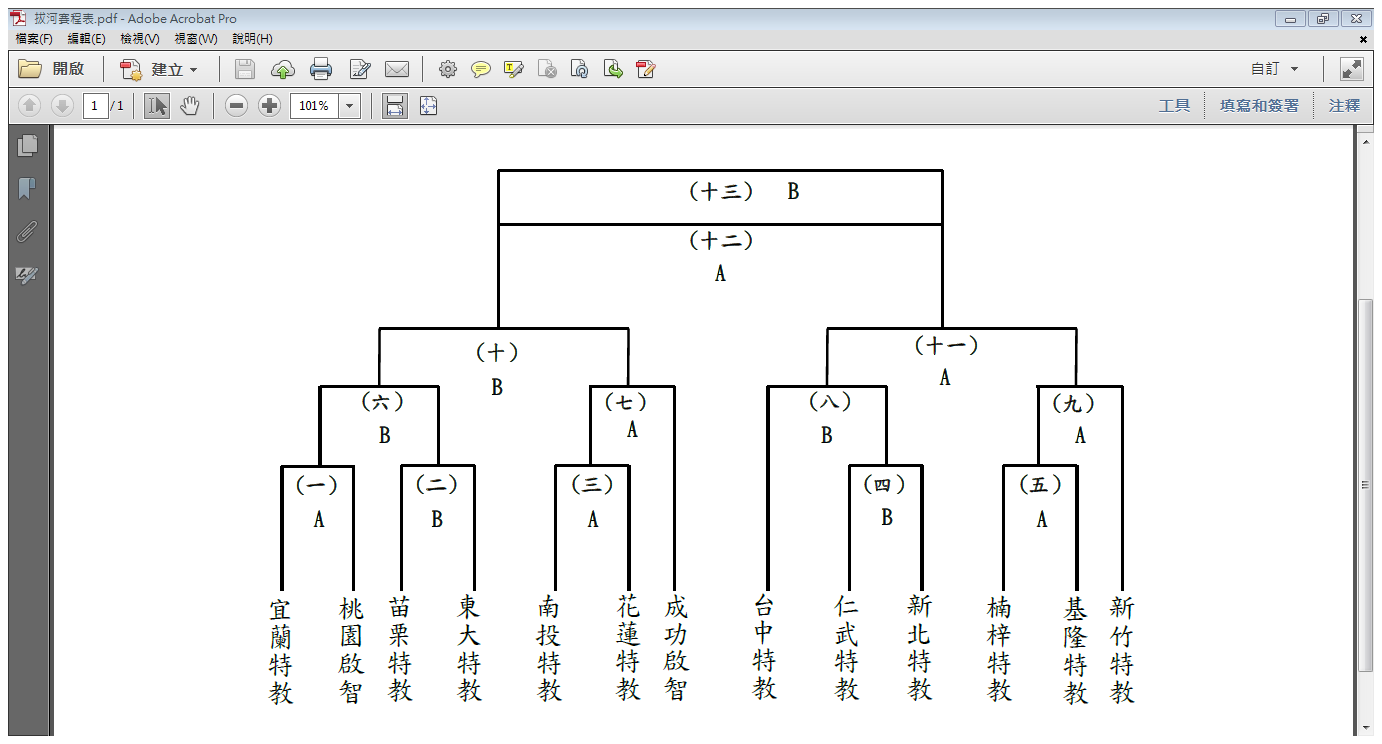 拔河賽程表.pdf - Adobe Acrobat Pro
檔案(F) 編輯(E) 檢視(V) 視窗(W) 說明(H)
開啟 建立 自訂
1 / 1 101% 工具 填寫和簽署 注釋
(十三) B
(十二)
A
(十) (十一)
B A
(六) (七) (八) (九)
B A B A
(一) (二) (三) (四) (五)
A B A B A
宜蘭特教
桃園啟智
苗栗特教
東大特教
南投特教
花蓮特教
成功啟智
台中特教
仁武特教
新北特教
楠梓特教
基隆特教
新竹特教